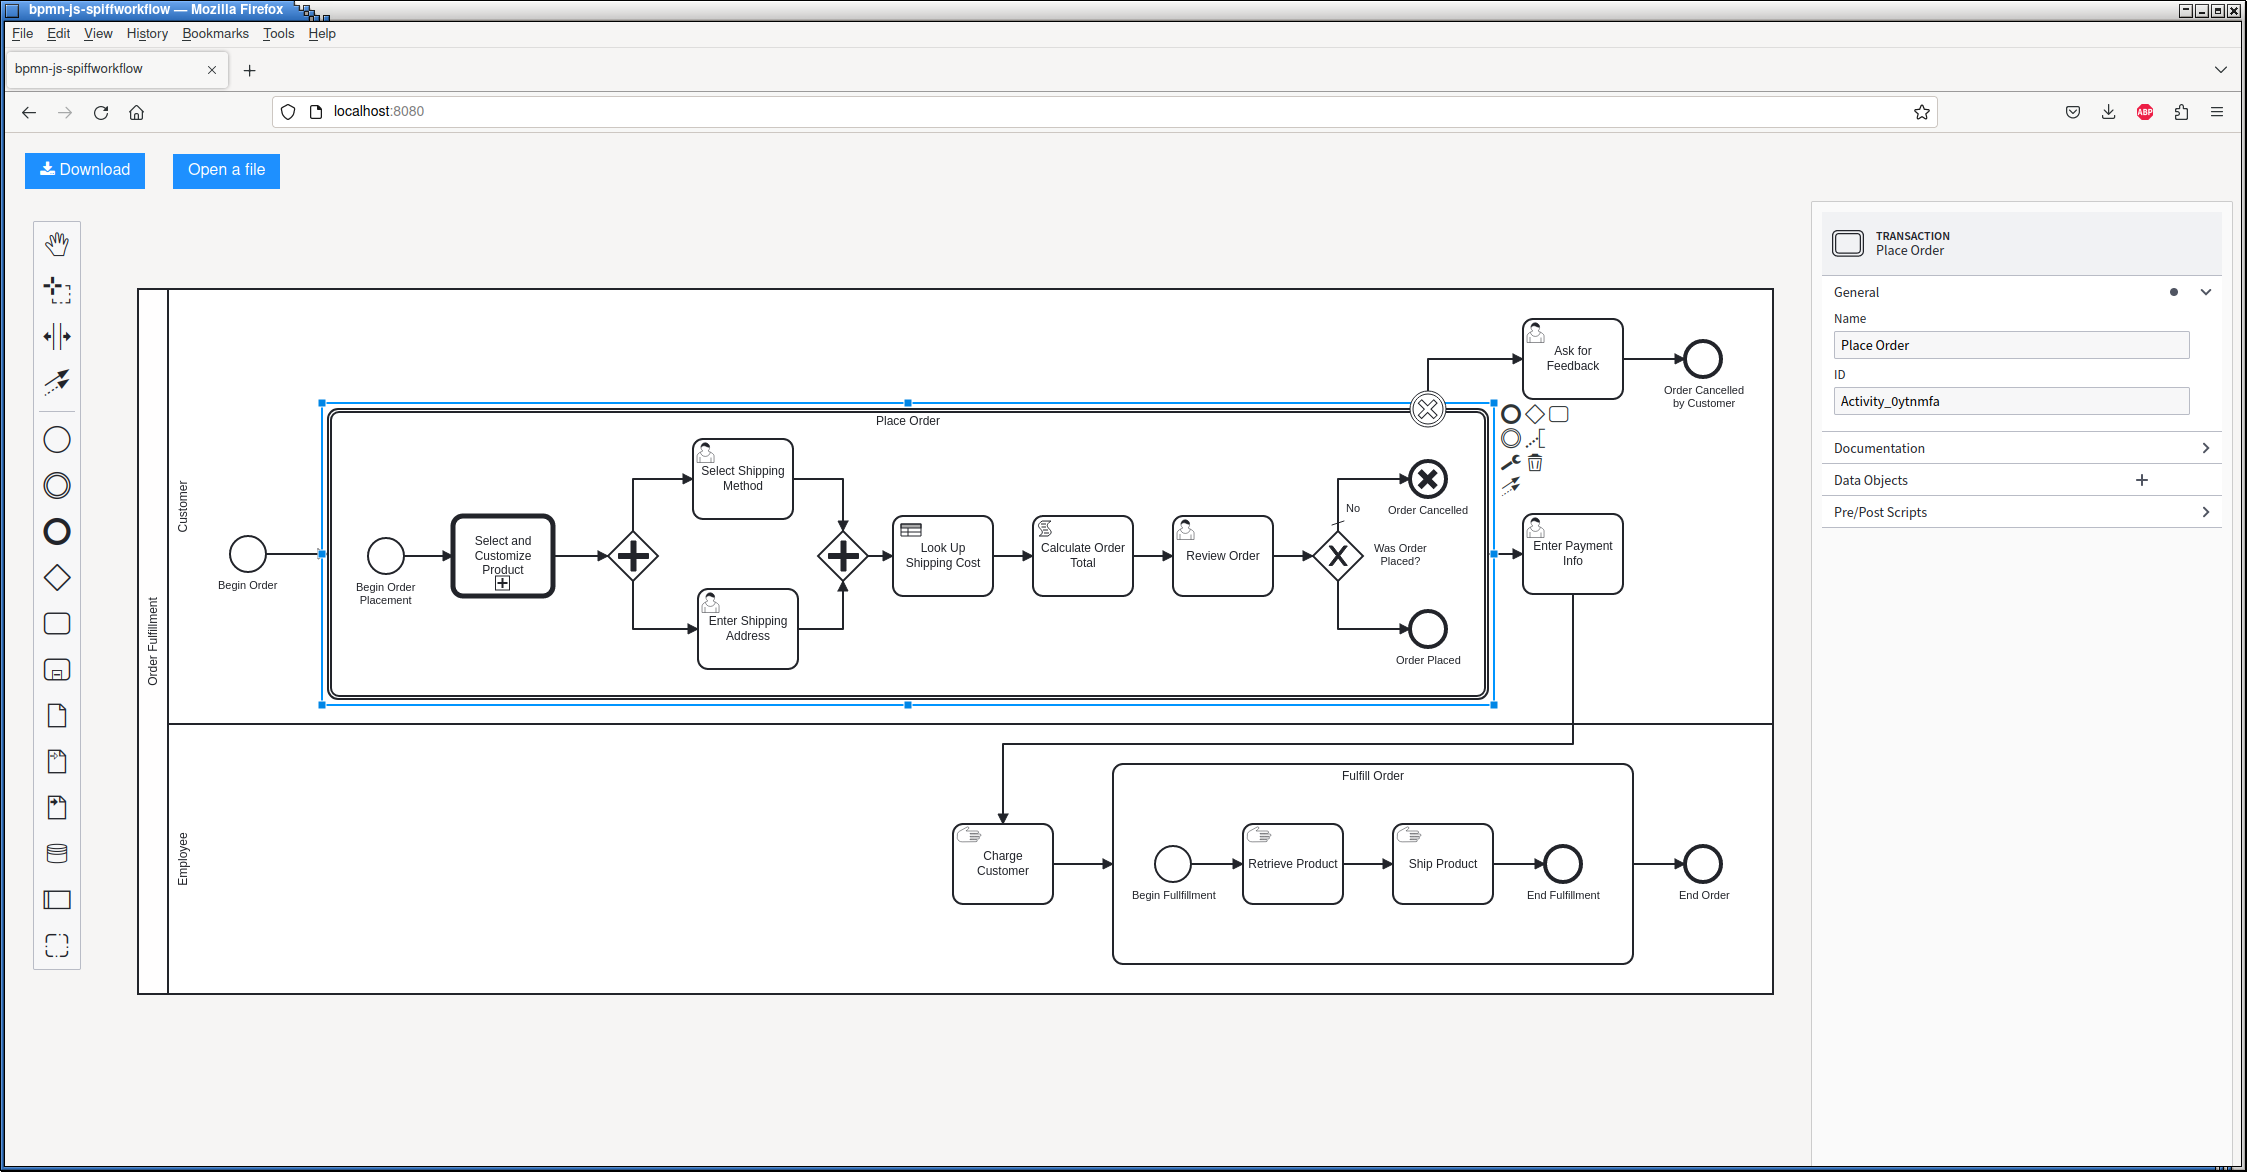 bpmn-js-spiffworkflow — Mozilla Firefox
File Edit View History Bookmarks Tools Help
bpmn-js-spiffworkflow
localhost:8080
ABP
Download
Open a file
TRANSACTION
Place Order
General
Name
Place Order
ID
Activity_0ytnmfa
Documentation
Data Objects
Pre/Post Scripts
Order Fulfillment
Customer
Begin Order
Place Order
Begin Order
Placement
Select and
Customize
Product
Select Shipping
Method
Enter Shipping
Address
Look Up
Shipping Cost
Calculate Order
Total
Review Order
Was Order
Placed?
No
Order Cancelled
Order Placed
Ask for
Feedback
Order Cancelled
by Customer
Enter Payment
Info
Employee
Charge
Customer
Fulfill Order
Begin Fullfillment
Retrieve Product
Ship Product
End Fulfillment
End Order